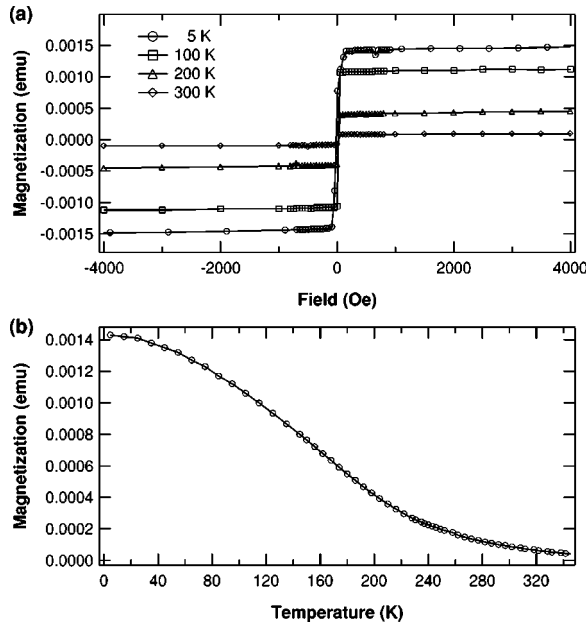 (a)
5 K
100 K
200 K
300 K
Magnetization (emu)
0.0015
0.0010
0.0005
0.0000
-0.0005
-0.0010
-0.0015
-4000 -2000 0 2000 4000
Field (Oe)
(b)
Magnetization (emu)
0.0014
0.0012
0.0010
0.0008
0.0006
0.0004
0.0002
0.0000
0 40 80 120 160 200 240 280 320
Temperature (K)